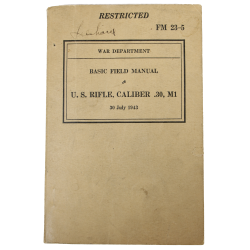 RESTRICTED
FM 23-5
WAR DEPARTMENT
BASIC FIELD MANUAL
U. S. RIFLE, CALIBER .30, M1
30 July 1943